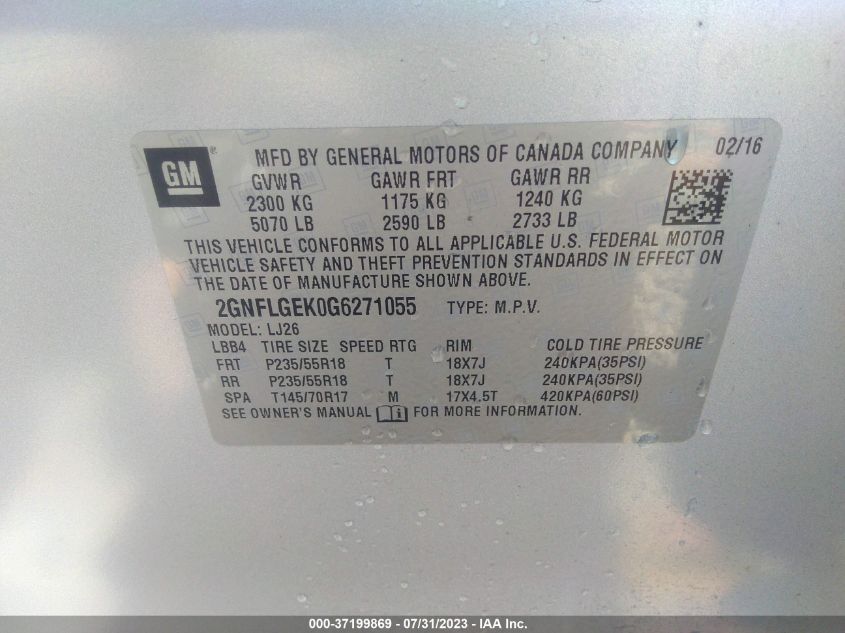 GM
MFD BY GENERAL MOTORS OF CANADA COMPANY 02/16
GVWR GAWR FRT GAWR RR
2300 KG 1175 KG 1240 KG
5070 LB 2590 LB 2733 LB
THIS VEHICLE CONFORMS TO ALL APPLICABLE U.S. FEDERAL MOTOR
VEHICLE SAFETY AND THEFT PREVENTION STANDARDS IN EFFECT ON
THE DATE OF MANUFACTURE SHOWN ABOVE.
2GNFLGEK0G6271055 TYPE: M.P.V.
MODEL: LJ26
LBB4 TIRE SIZE SPEED RTG RIM COLD TIRE PRESSURE
FRT P235/55R18 T 18X7J 240KPA(35PSI)
RR P235/55R18 T 18X7J 240KPA(35PSI)
SPA T145/70R17 M 17X4.5T 420KPA(60PSI)
SEE OWNER'S MANUAL FOR MORE INFORMATION.
000-37199869 / 07/31/2023 - IAA Inc.